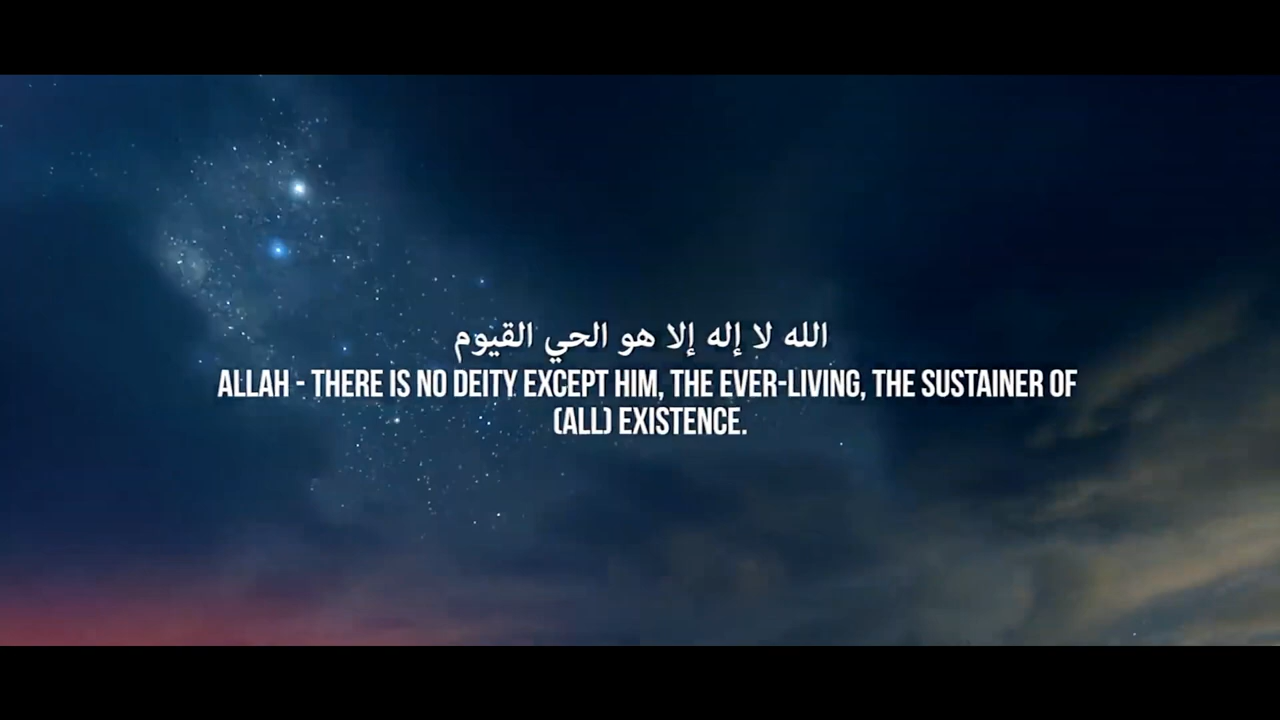 الله لا إله إلا هو الحي القيوم
ALLAH - THERE IS NO DEITY EXCEPT HIM, THE EVER-LIVING, THE SUSTAINER OF
(ALL) EXISTENCE.